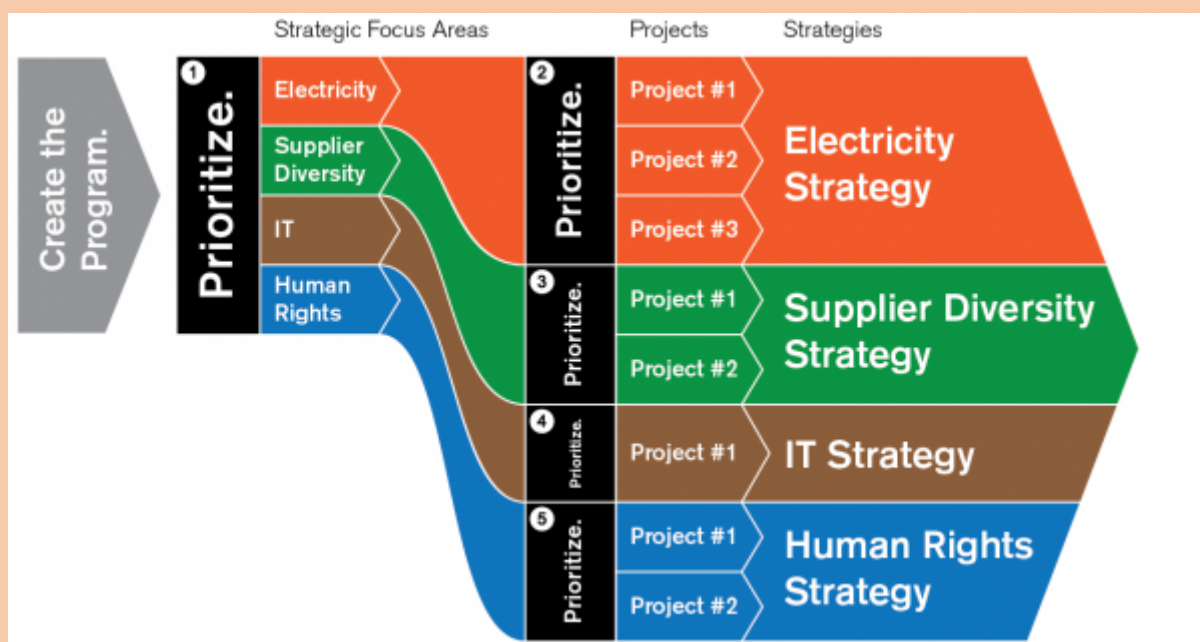 Strategic Focus Areas
Projects
Strategies
Create the
Program.
1
Prioritize.
Electricity
Supplier
Diversity
IT
Human
Rights
2
Prioritize.
Project #1
Project #2
Project #3
Electricity
Strategy
3
Prioritize.
Project #1
Project #2
Supplier Diversity
Strategy
4
Prioritize.
Project #1
IT Strategy
5
Prioritize.
Project #1
Project #2
Human Rights
Strategy